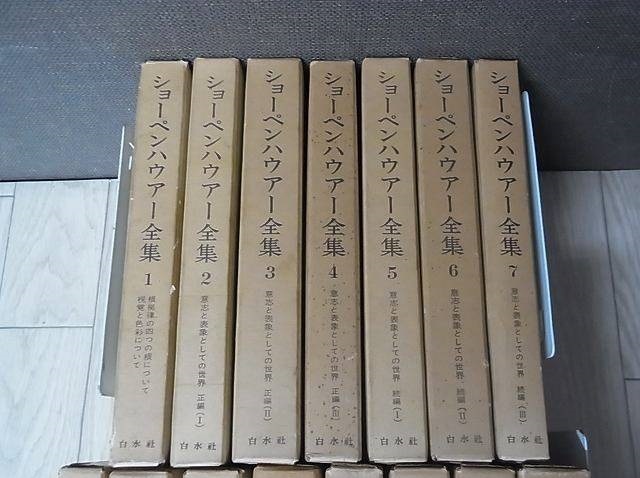 ショーペンハウアー全集
1
根拠律の四つの根について
視覚と色彩について
白水社
ショーペンハウアー全集
2
意志と表象としての世界 正編(I)
白水社
ショーペンハウアー全集
3
意志と表象としての世界 正編(II)
白水社
ショーペンハウアー全集
4
意志と表象としての世界 正編(III)
白水社
ショーペンハウアー全集
5
意志と表象としての世界 続編(I)
白水社
ショーペンハウアー全集
6
意志と表象としての世界 続編(II)
白水社
ショーペンハウアー全集
7
意志と表象としての世界 続編(III)
白水社